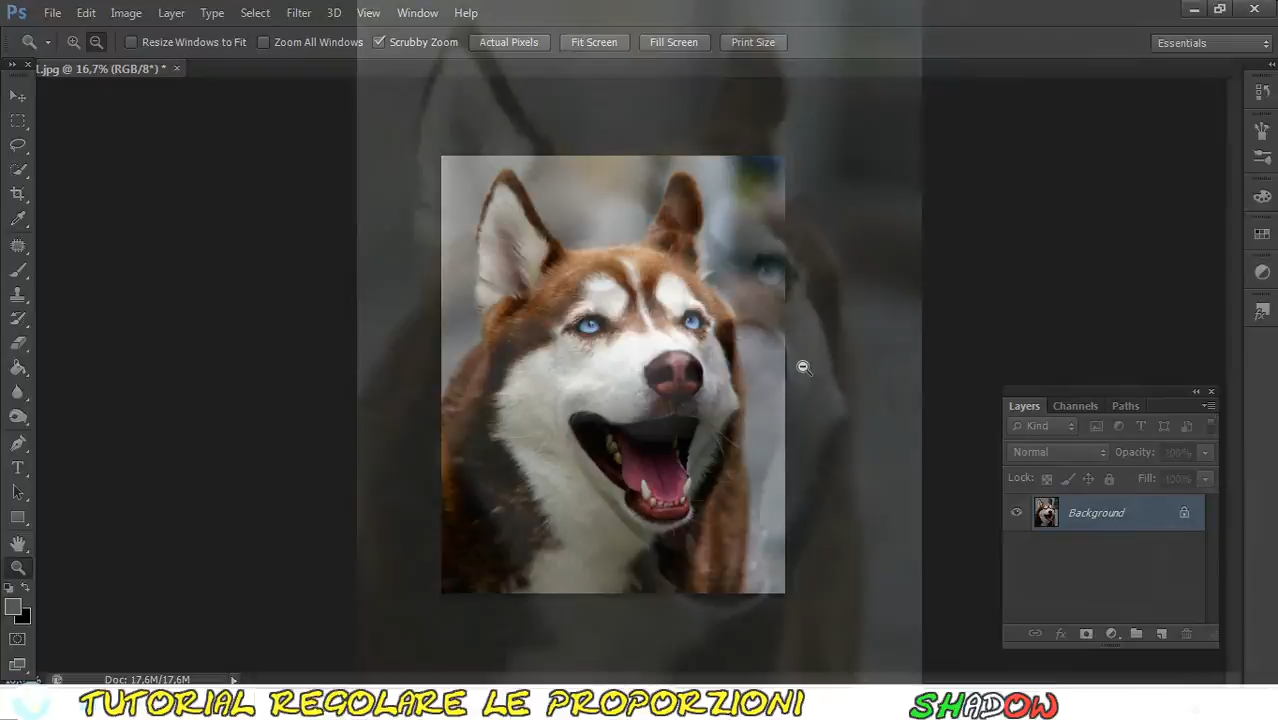 Ps File Edit Image Layer Type Select Filter 3D View Window Help
Resize Windows to Fit Zoom All Windows Scrubby Zoom Actual Pixels Fit Screen Fill Screen Print Size Essentials
l.jpg @ 16,7% (RGB/8*) * ×
Layers Channels Paths
Kind
Normal Opacity: 100%
Lock: Fill: 100%
Background
Doc: 17,6M/17,6M
TUTORIAL REGOLARE LE PROPORZIONI SHADOW